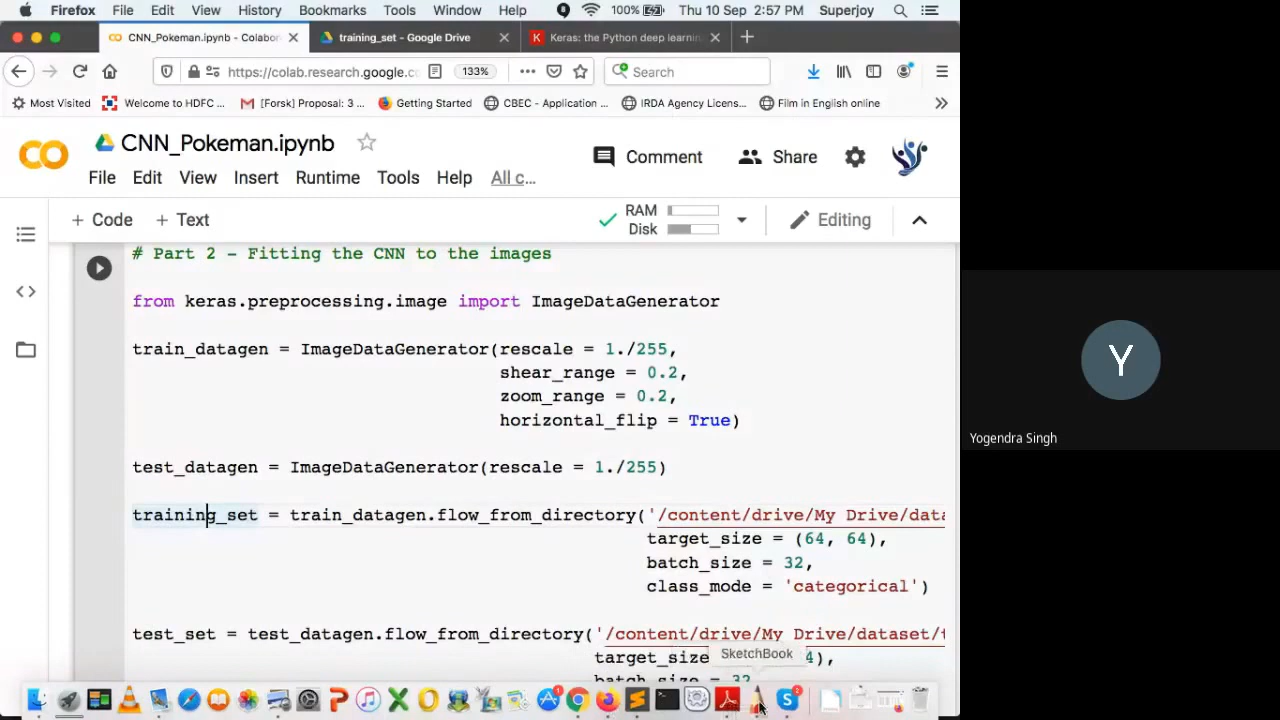 Firefox File Edit View History Bookmarks Tools Window Help 100% Thu 10 Sep 2:57 PM Superjoy
CNN_Pokeman.ipynb - Colabora training_set - Google Drive Keras: the Python deep learnin
https://colab.research.google.cc 133% Search
Most Visited Welcome to HDFC ... [Forsk] Proposal: 3 ... Getting Started CBEC - Application ... IRDA Agency Licens... Film in English online
CNN_Pokeman.ipynb
Comment Share
File Edit View Insert Runtime Tools Help All c...
+ Code + Text RAM Disk Editing
# Part 2 - Fitting the CNN to the images
from keras.preprocessing.image import ImageDataGenerator
train_datagen = ImageDataGenerator(rescale = 1./255,
shear_range = 0.2,
zoom_range = 0.2,
horizontal_flip = True)
test_datagen = ImageDataGenerator(rescale = 1./255)
training_set = train_datagen.flow_from_directory('/content/drive/My Drive/data
target_size = (64, 64),
batch_size = 32,
class_mode = 'categorical')
test_set = test_datagen.flow_from_directory('/content/drive/My Drive/dataset/t
target_size 4),
batch_size = 32
SketchBook
Y
Yogendra Singh